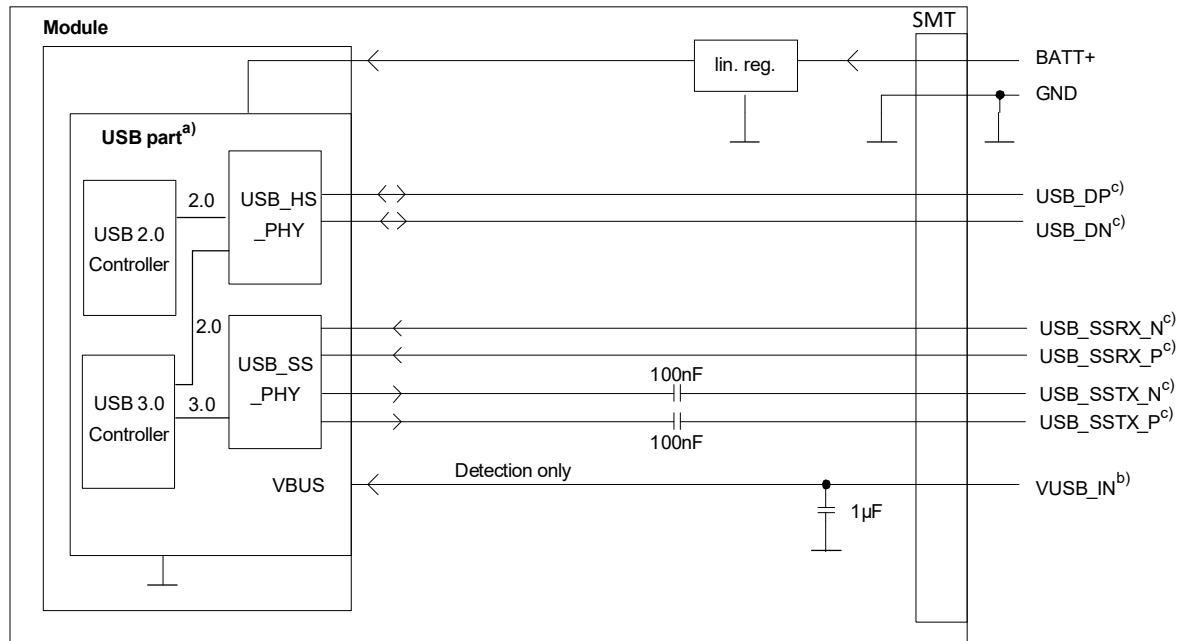 Module
SMT
BATT+
lin. reg.
GND
USB part a)
2.0
USB_HS
_PHY
USB_DP c)
USB_DN c)
USB 2.0
Controller
2.0
USB_SSRX_N c)
USB_SSRX_P c)
USB_SS
_PHY
100nF
USB_SSTX_N c)
USB 3.0
Controller
3.0
USB_SSTX_P c)
100nF
Detection only
VBUS
VUSB_IN b)
1µF